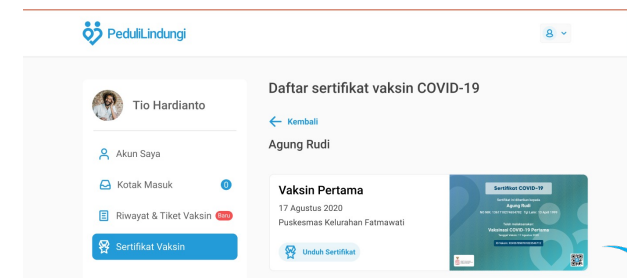 PeduliLindungi
Tio Hardianto
Akun Saya
Kotak Masuk 0
Riwayat & Tiket Vaksin Baru
Sertifikat Vaksin
Daftar sertifikat vaksin COVID-19
Kembali
Agung Rudi
Vaksin Pertama
17 Agustus 2020
Puskesmas Kelurahan Fatmawati
Unduh Sertifikat
Sertifikat COVID-19
Agung Rudi
Vaksinasi COVID-19 Pertama